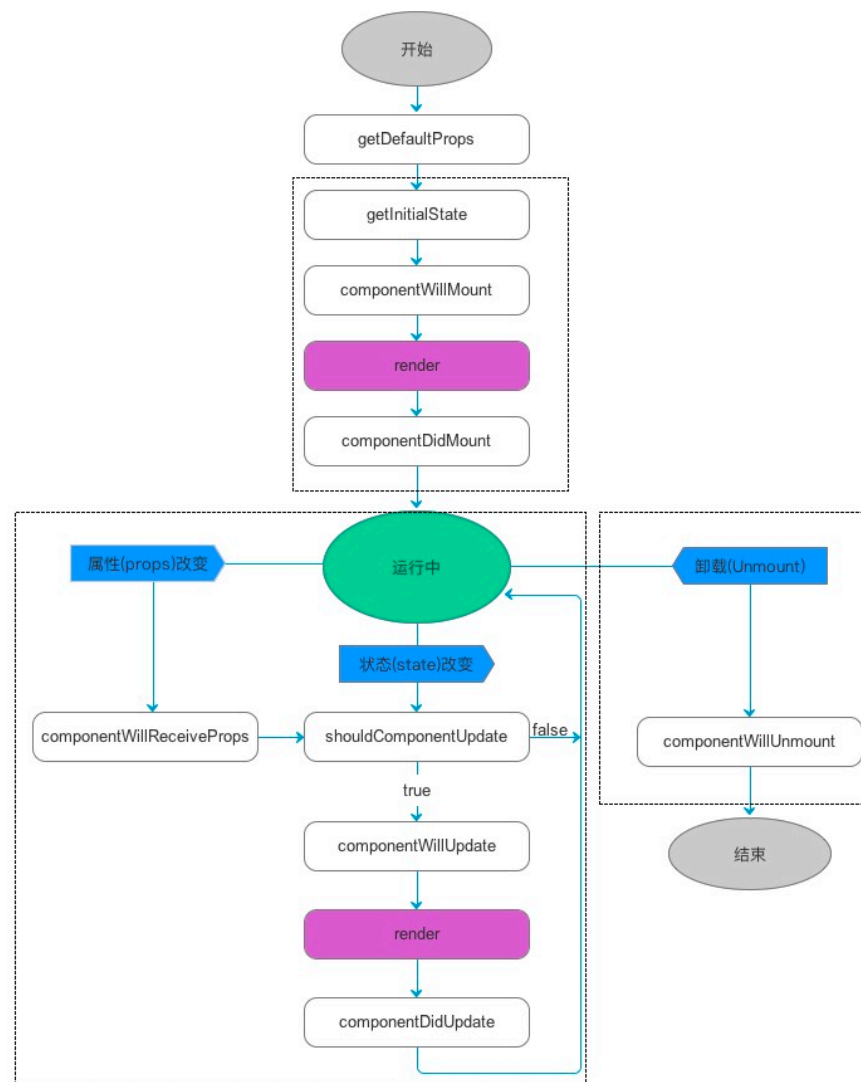 开始
getDefaultProps
getInitialState
componentWillMount
render
componentDidMount
运行中
属性(props)改变
卸载(Unmount)
状态(state)改变
componentWillReceiveProps
shouldComponentUpdate
false
componentWillUnmount
true
componentWillUpdate
结束
render
componentDidUpdate